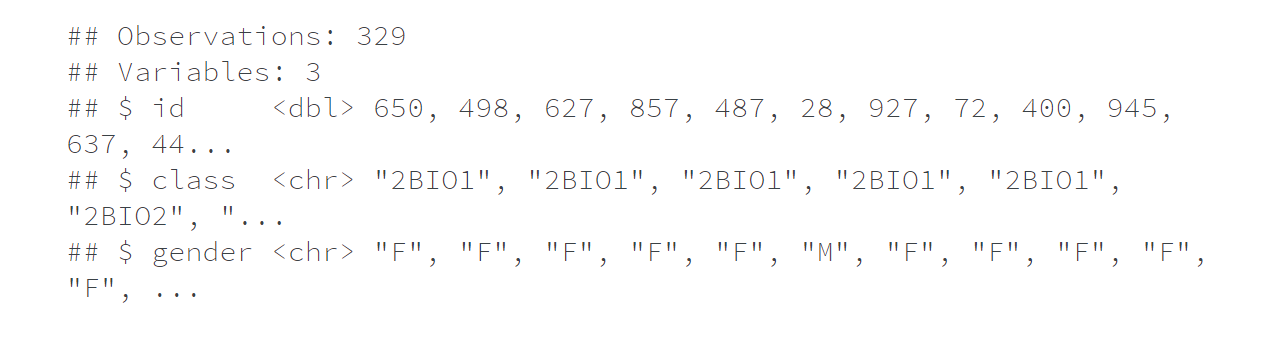 ## Observations: 329
## Variables: 3
## $ id     <dbl> 650, 498, 627, 857, 487, 28, 927, 72, 400, 945,
637, 44...
## $ class  <chr> "2BIO1", "2BIO1", "2BIO1", "2BIO1", "2BIO1",
"2BIO2", "...
## $ gender <chr> "F", "F", "F", "F", "F", "M", "F", "F", "F", "F",
"F", ...